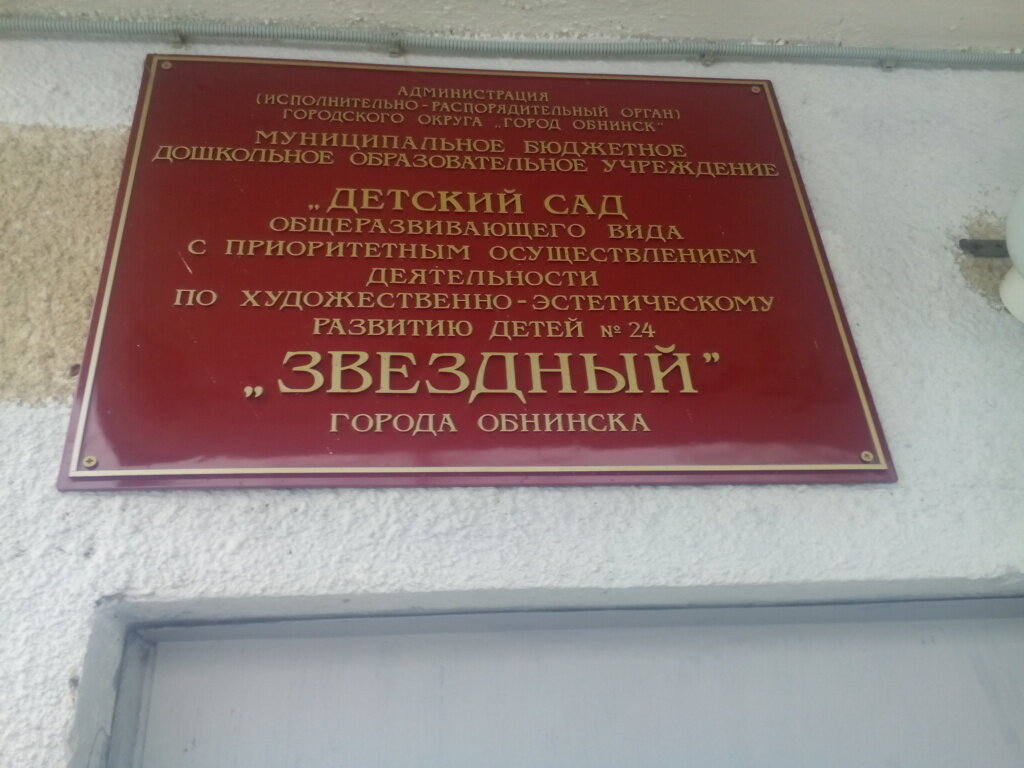 АДМИНИСТРАЦИЯ
(ИСПОЛНИТЕЛЬНО-РАСПОРЯДИТЕЛЬНЫЙ ОРГАН)
ГОРОДСКОГО ОКРУГА „ГОРОД ОБНИНСК"
МУНИЦИПАЛЬНОЕ БЮДЖЕТНОЕ
ДОШКОЛЬНОЕ ОБРАЗОВАТЕЛЬНОЕ УЧРЕЖДЕНИЕ
„ДЕТСКИЙ САД
ОБЩЕРАЗВИВАЮЩЕГО ВИДА
С ПРИОРИТЕТНЫМ ОСУЩЕСТВЛЕНИЕМ
ДЕЯТЕЛЬНОСТИ
ПО ХУДОЖЕСТВЕННО-ЭСТЕТИЧЕСКОМУ
РАЗВИТИЮ ДЕТЕЙ № 24
„ЗВЕЗДНЫЙ"
ГОРОДА ОБНИНСКА